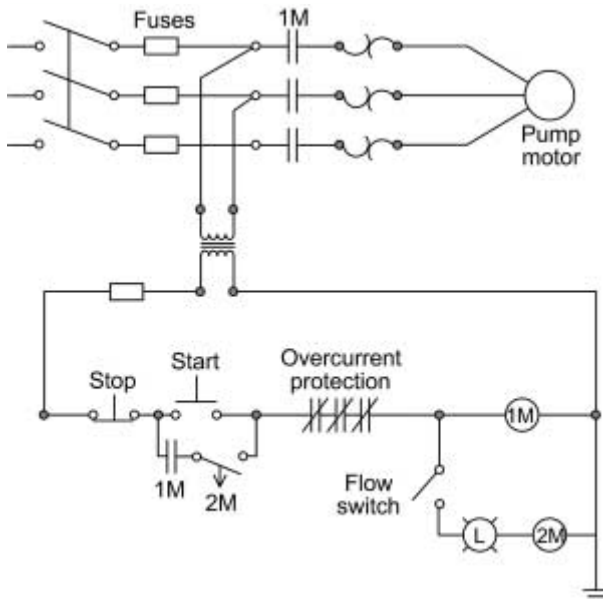 Fuses
1M
Pump
motor
Start
Stop
Overcurrent
protection
1M
1M
2M
Flow
switch
L
2M